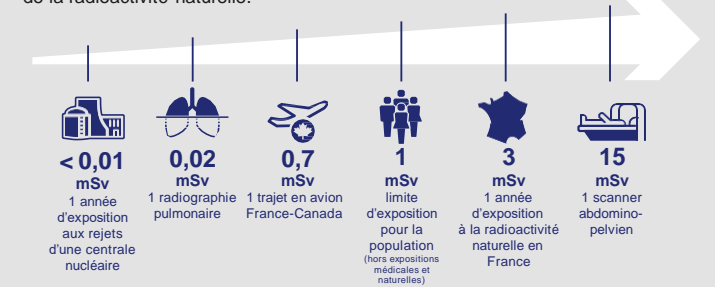 de la radioactivité naturelle.
< 0,01
mSv
1 année
d'exposition
aux rejets
d'une centrale
nucléaire
0,02
mSv
1 radiographie
pulmonaire
0,7
mSv
1 trajet en avion
France-Canada
1
mSv
limite
d'exposition
pour la
population
(hors expositions
médicales et
naturelles)
3
mSv
1 année
d'exposition
à la radioactivité
naturelle en
France
15
mSv
1 scanner
abdomino-
pelvien